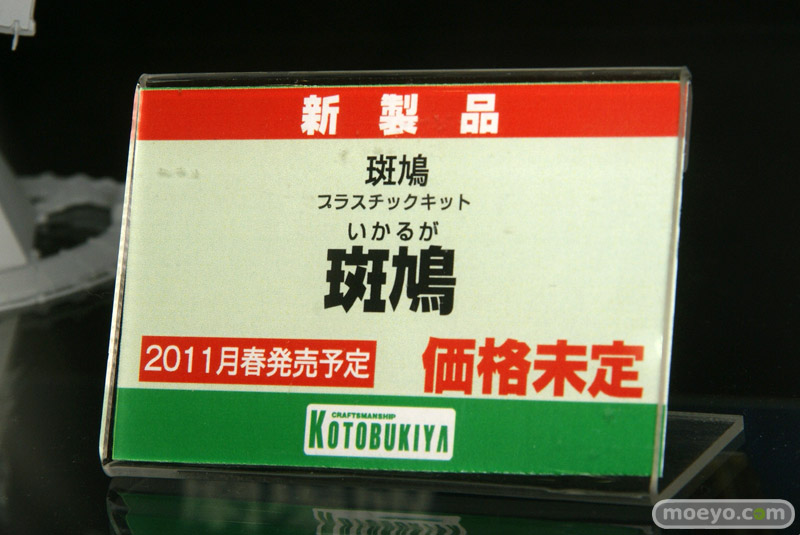 新製品
斑鳩
プラスチックキット
いかるが
斑鳩
2011月春発売予定
価格未定
CRAFTSMANSHIP
KOTOBUKIYA
moeyo.com